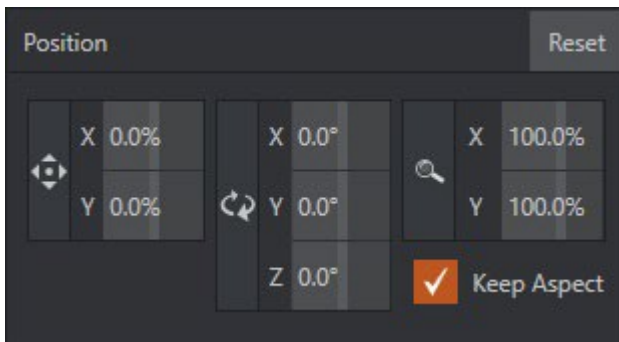 Position Reset
X 0.0% X 0.0° X 100.0%
Y 0.0% Y 0.0° Y 100.0%
Z 0.0° Keep Aspect